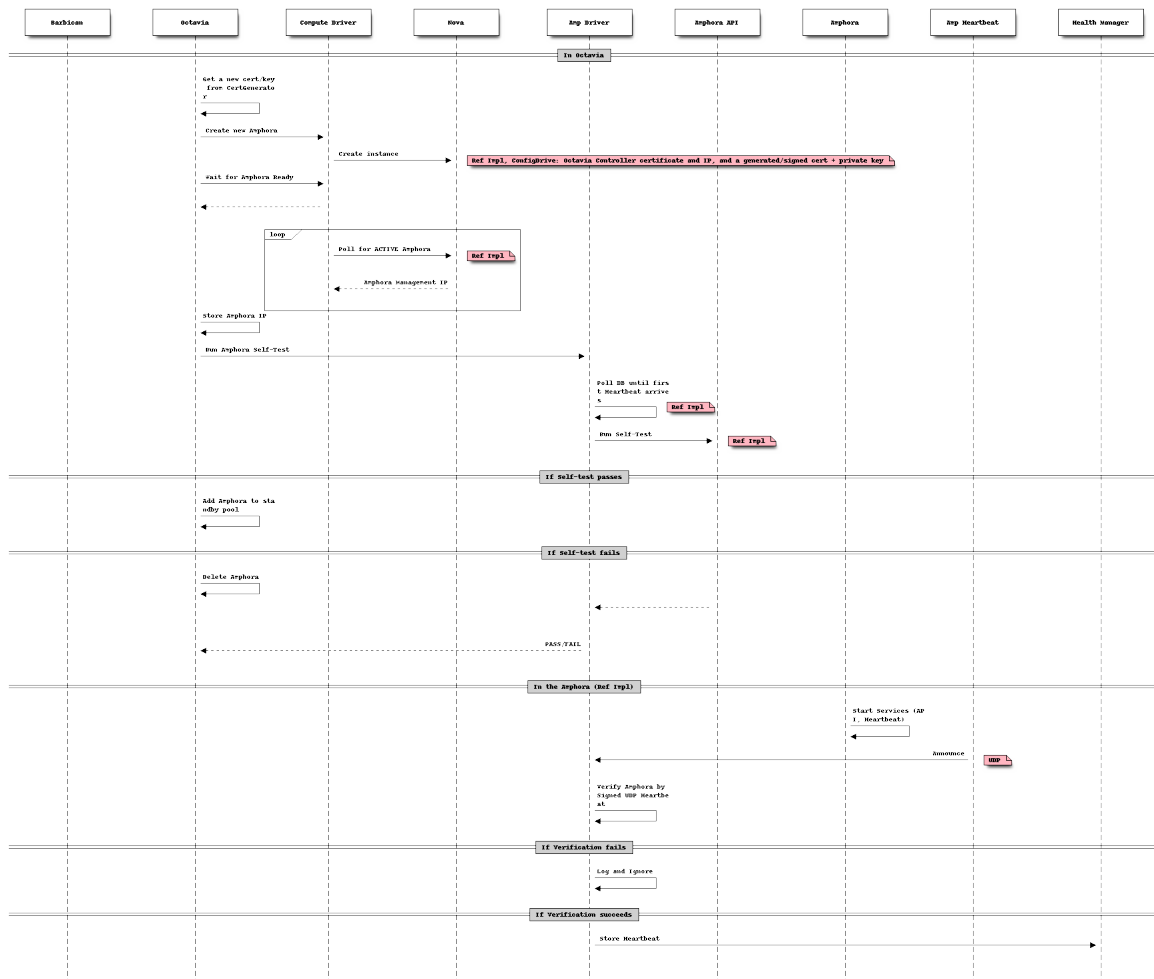 Barbican
Octavia
Compute Driver
Nova
Amp Driver
Amphora API
Amphora
Amp Heartbeat
Health Manager
In Octavia
Get a new cert/key
from CertGenerato
r
Create new Amphora
Create instance
Ref Impl, ConfigDrive: Octavia Controller certificate and IP, and a generated/signed cert + private key
Wait for Amphora Ready
loop
Poll for ACTIVE Amphora
Ref Impl
Amphora Management IP
Store Amphora IP
Run Amphora Self-Test
Poll DB until firs
t Heartbeat arrive
s
Ref Impl
Run Self-Test
Ref Impl
If Self-test passes
Add Amphora to sta
ndby pool
If Self-test fails
Delete Amphora
PASS/FAIL
In the Amphora (Ref Impl)
Start Services (AP
I, Heartbeat)
Announce
UDP
Verify Amphora by
Signed UDP Heartbe
at
If Verification fails
Log and Ignore
If Verification succeeds
Store Heartbeat